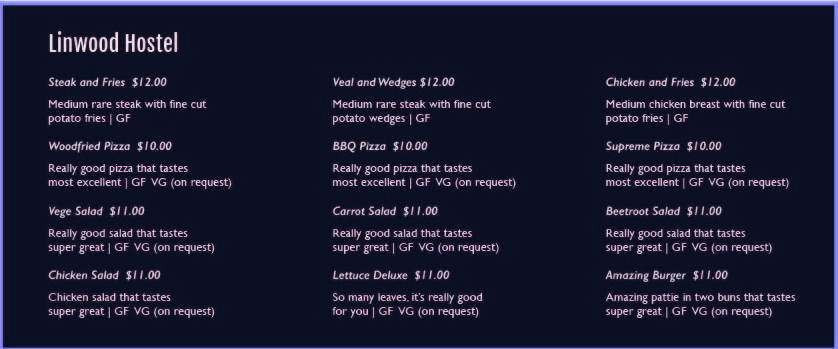 Linwood Hostel
Steak and Fries $12.00
Medium rare steak with fine cut
potato fries | GF
Woodfried Pizza $10.00
Really good pizza that tastes
most excellent | GF VG (on request)
Vege Salad $11.00
Really good salad that tastes
super great | GF VG (on request)
Chicken Salad $11.00
Chicken salad that tastes
super great | GF VG (on request)
Veal and Wedges $12.00
Medium rare steak with fine cut
potato wedges | GF
BBQ Pizza $10.00
Really good pizza that tastes
most excellent | GF VG (on request)
Carrot Salad $11.00
Really good salad that tastes
super great | GF VG (on request)
Lettuce Deluxe $11.00
So many leaves, it's really good
for you | GF VG (on request)
Chicken and Fries $12.00
Medium chicken breast with fine cut
potato fries | GF
Supreme Pizza $10.00
Really good pizza that tastes
most excellent | GF VG (on request)
Beetroot Salad $11.00
Really good salad that tastes
super great | GF VG (on request)
Amazing Burger $11.00
Amazing pattie in two buns that tastes
super great | GF VG (on request)